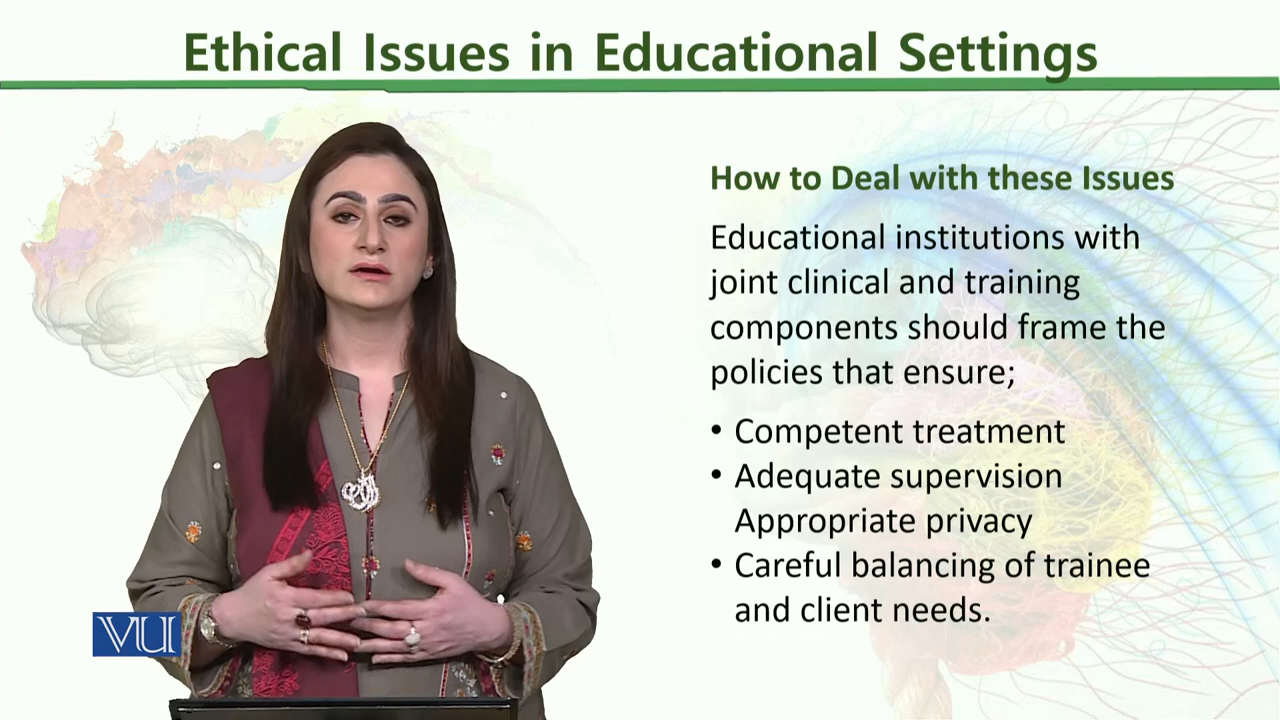 Ethical Issues in Educational Settings
How to Deal with these Issues
Educational institutions with
joint clinical and training
components should frame the
policies that ensure;
• Competent treatment
• Adequate supervision
Appropriate privacy
• Careful balancing of trainee
and client needs.
VU